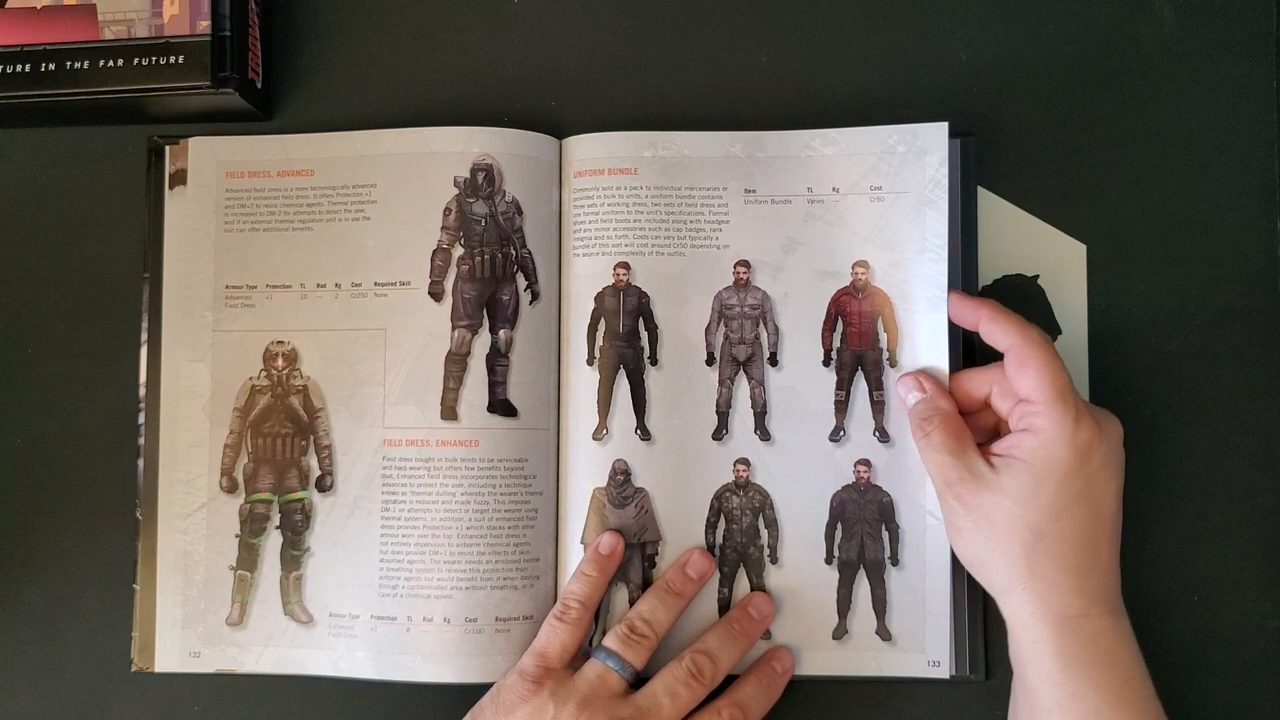 TURE IN THE FAR FUTURE
FIELD DRESS, ADVANCED
Advanced field dress is a more technologically advanced
version of enhanced field dress. It offers Protection +1
and DM+2 to resist chemical agents. Thermal protection
is increased to DM-2 for attempts to detect the user,
and if an external thermal regulation unit is in use the
suit can offer additional benefits.
Armour Type Protection TL Rad Kg Cost Required Skill
Advanced +1 10 — 2 Cr250 None
Field Dress
FIELD DRESS, ENHANCED
Field dress bought in bulk tends to be serviceable
and hard-wearing but offers few benefits beyond
that. Enhanced field dress incorporates technological
advances to protect the user, including a technique
known as 'thermal dulling' whereby the wearer's thermal
signature is reduced and made fuzzy. This imposes
DM-1 on attempts to detect or target the wearer using
thermal systems. In addition, a suit of enhanced field
dress provides Protection +1 which stacks with other
armour worn over the top. Enhanced field dress is
not entirely impervious to airborne chemical agents
but does provide DM+1 to resist the effects of skin-
absorbed agents. The wearer needs an enclosed helmet
or breathing system to receive this protection from
airborne agents but would benefit from it when dashing
through a contaminated area without breathing, or in
case of a chemical splash.
Armour Type Protection TL Rad Kg Cost Required Skill
Enhanced +1 8 — — Cr100 None
Field Dress
132
UNIFORM BUNDLE
Commonly sold as a pack to individual mercenaries or
provided in bulk to units, a uniform bundle contains
three sets of working dress, two sets of field dress and
one formal uniform to the unit's specifications. Formal
shoes and field boots are included along with headgear
and any minor accessories such as cap badges, rank
insignia and so forth. Costs can vary but typically a
bundle of this sort will cost around Cr50 depending on
the source and complexity of the outfits.
Item TL Kg Cost
Uniform Bundle Varies — Cr50
133